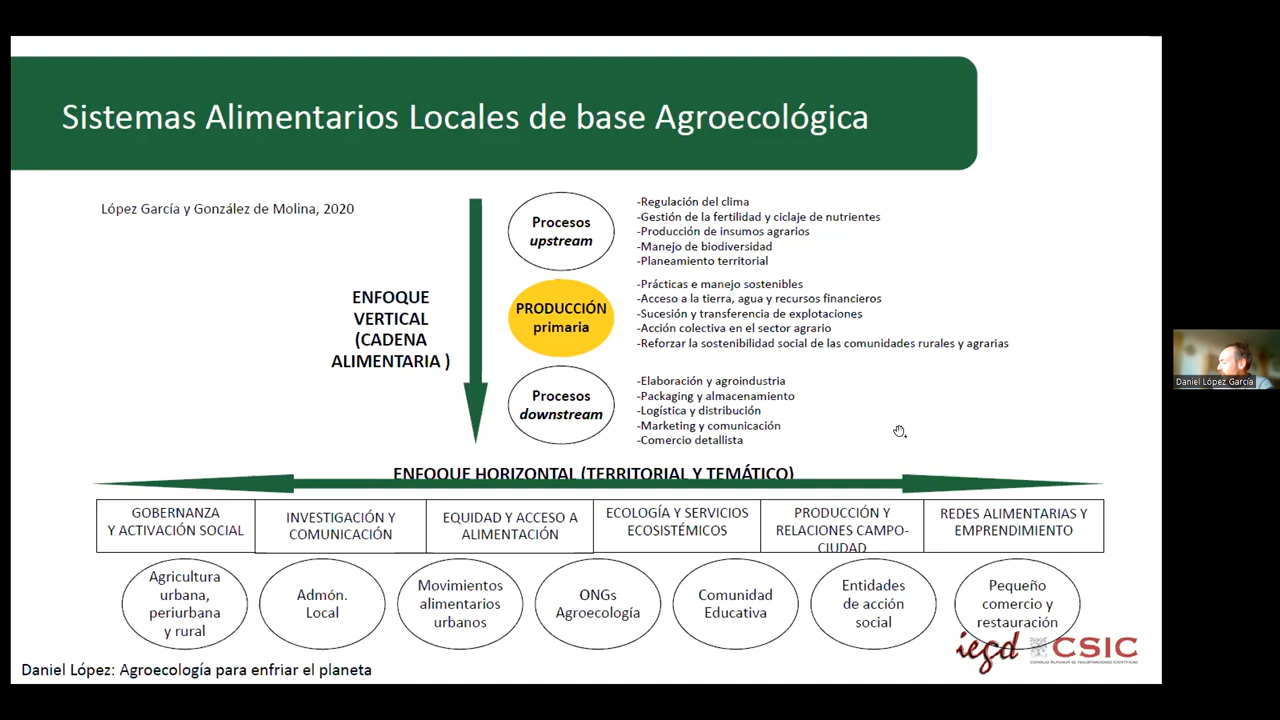 Sistemas Alimentarios Locales de base Agroecológica
López García y González de Molina, 2020
ENFOQUE
VERTICAL
(CADENA
ALIMENTARIA )
Procesos
upstream
-Regulación del clima
-Gestión de la fertilidad y ciclaje de nutrientes
-Producción de insumos agrarios
-Manejo de biodiversidad
-Planeamiento territorial
PRODUCCIÓN
primaria
-Prácticas e manejo sostenibles
-Acceso a la tierra, agua y recursos financieros
-Sucesión y transferencia de explotaciones
-Acción colectiva en el sector agrario
-Reforzar la sostenibilidad social de las comunidades rurales y agrarias
Procesos
downstream
-Elaboración y agroindustria
-Packaging y almacenamiento
-Logística y distribución
-Marketing y comunicación
-Comercio detallista
ENFOQUE HORIZONTAL (TERRITORIAL Y TEMÁTICO)
GOBERNANZA
Y ACTIVACIÓN SOCIAL
INVESTIGACIÓN Y
COMUNICACIÓN
EQUIDAD Y ACCESO A
ALIMENTACIÓN
ECOLOGÍA Y SERVICIOS
ECOSISTÉMICOS
PRODUCCIÓN Y
RELACIONES CAMPO-
CIUDAD
REDES ALIMENTARIAS Y
EMPRENDIMIENTO
Agricultura
urbana,
periurbana
y rural
Admón.
Local
Movimientos
alimentarios
urbanos
ONGs
Agroecología
Comunidad
Educativa
Entidades
de acción
social
Pequeño
comercio y
restauración
iegd
CSIC
CONSEJO SUPERIOR DE INVESTIGACIONES CIENTÍFICAS
Daniel López: Agroecología para enfriar el planeta
Daniel López García